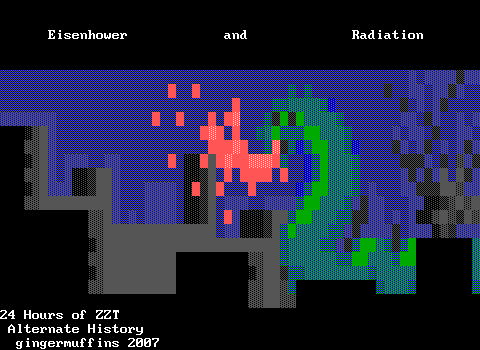 Eisenhower and Radiation
24 Hours of ZZT
Alternate History
gingermuffins 2007